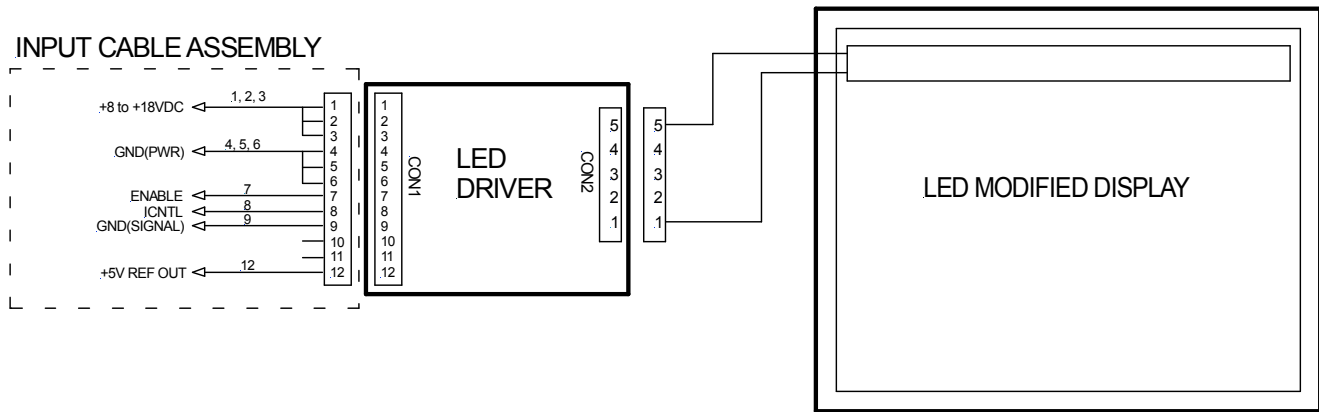 INPUT CABLE ASSEMBLY
+8 to +18VDC 1, 2, 3
GND(PWR) 4, 5, 6
ENABLE 7
ICNTL 8
GND(SIGNAL) 9
+5V REF OUT 12
1
2
3
4
5
6
7
8
9
10
11
12
1
2
3
4
5
6
7
8
9
10
11
12
CON1
LED
DRIVER
CON2
5
4
3
2
1
5
4
3
2
1
LED MODIFIED DISPLAY